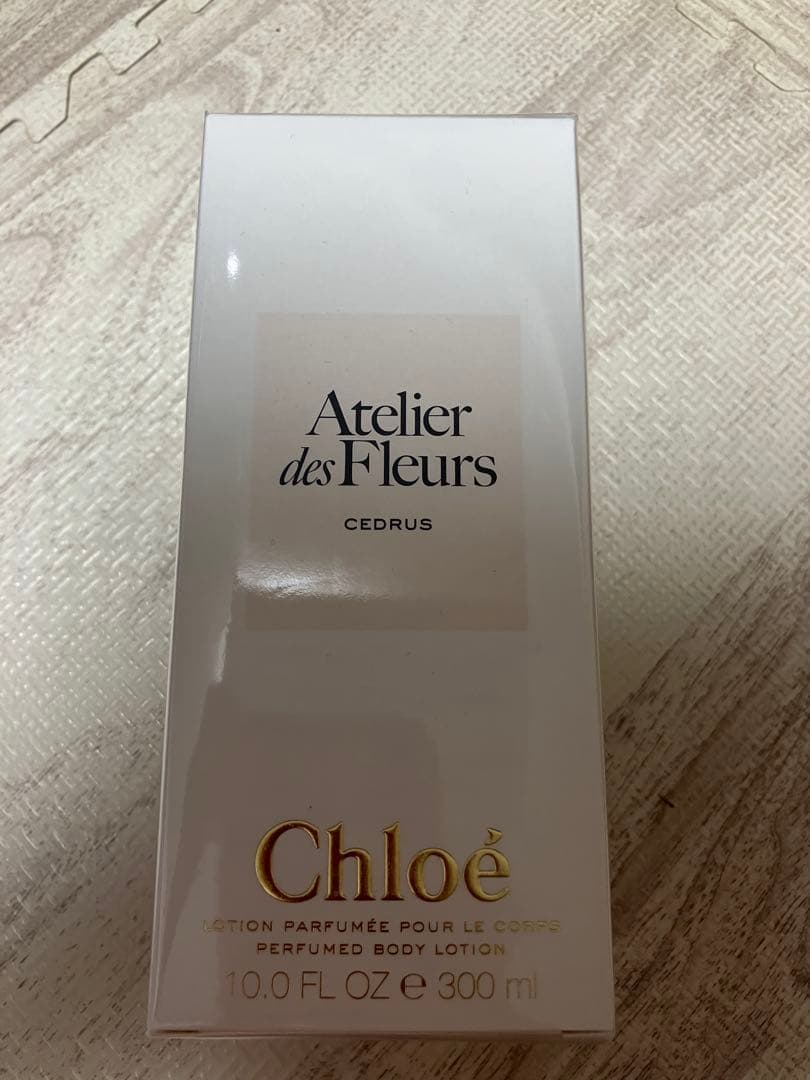 Atelier
des Fleurs
CEDRUS
Chloé
LOTION PARFUMÉE POUR LE CORPS
PERFUMED BODY LOTION
10.0 FL OZ e 300 ml